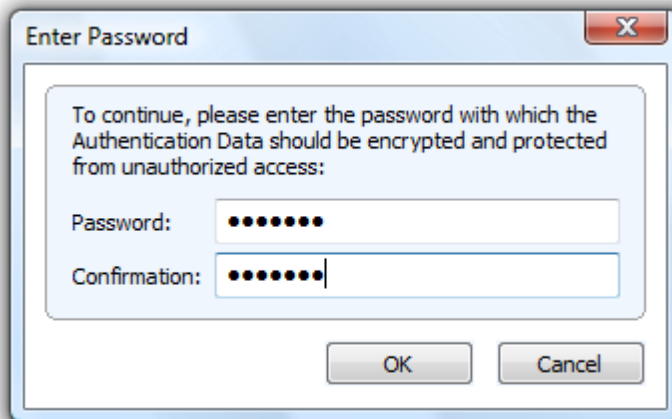 Enter Password
To continue, please enter the password with which the
Authentication Data should be encrypted and protected
from unauthorized access:
Password: •••••••
Confirmation: •••••••
OK Cancel